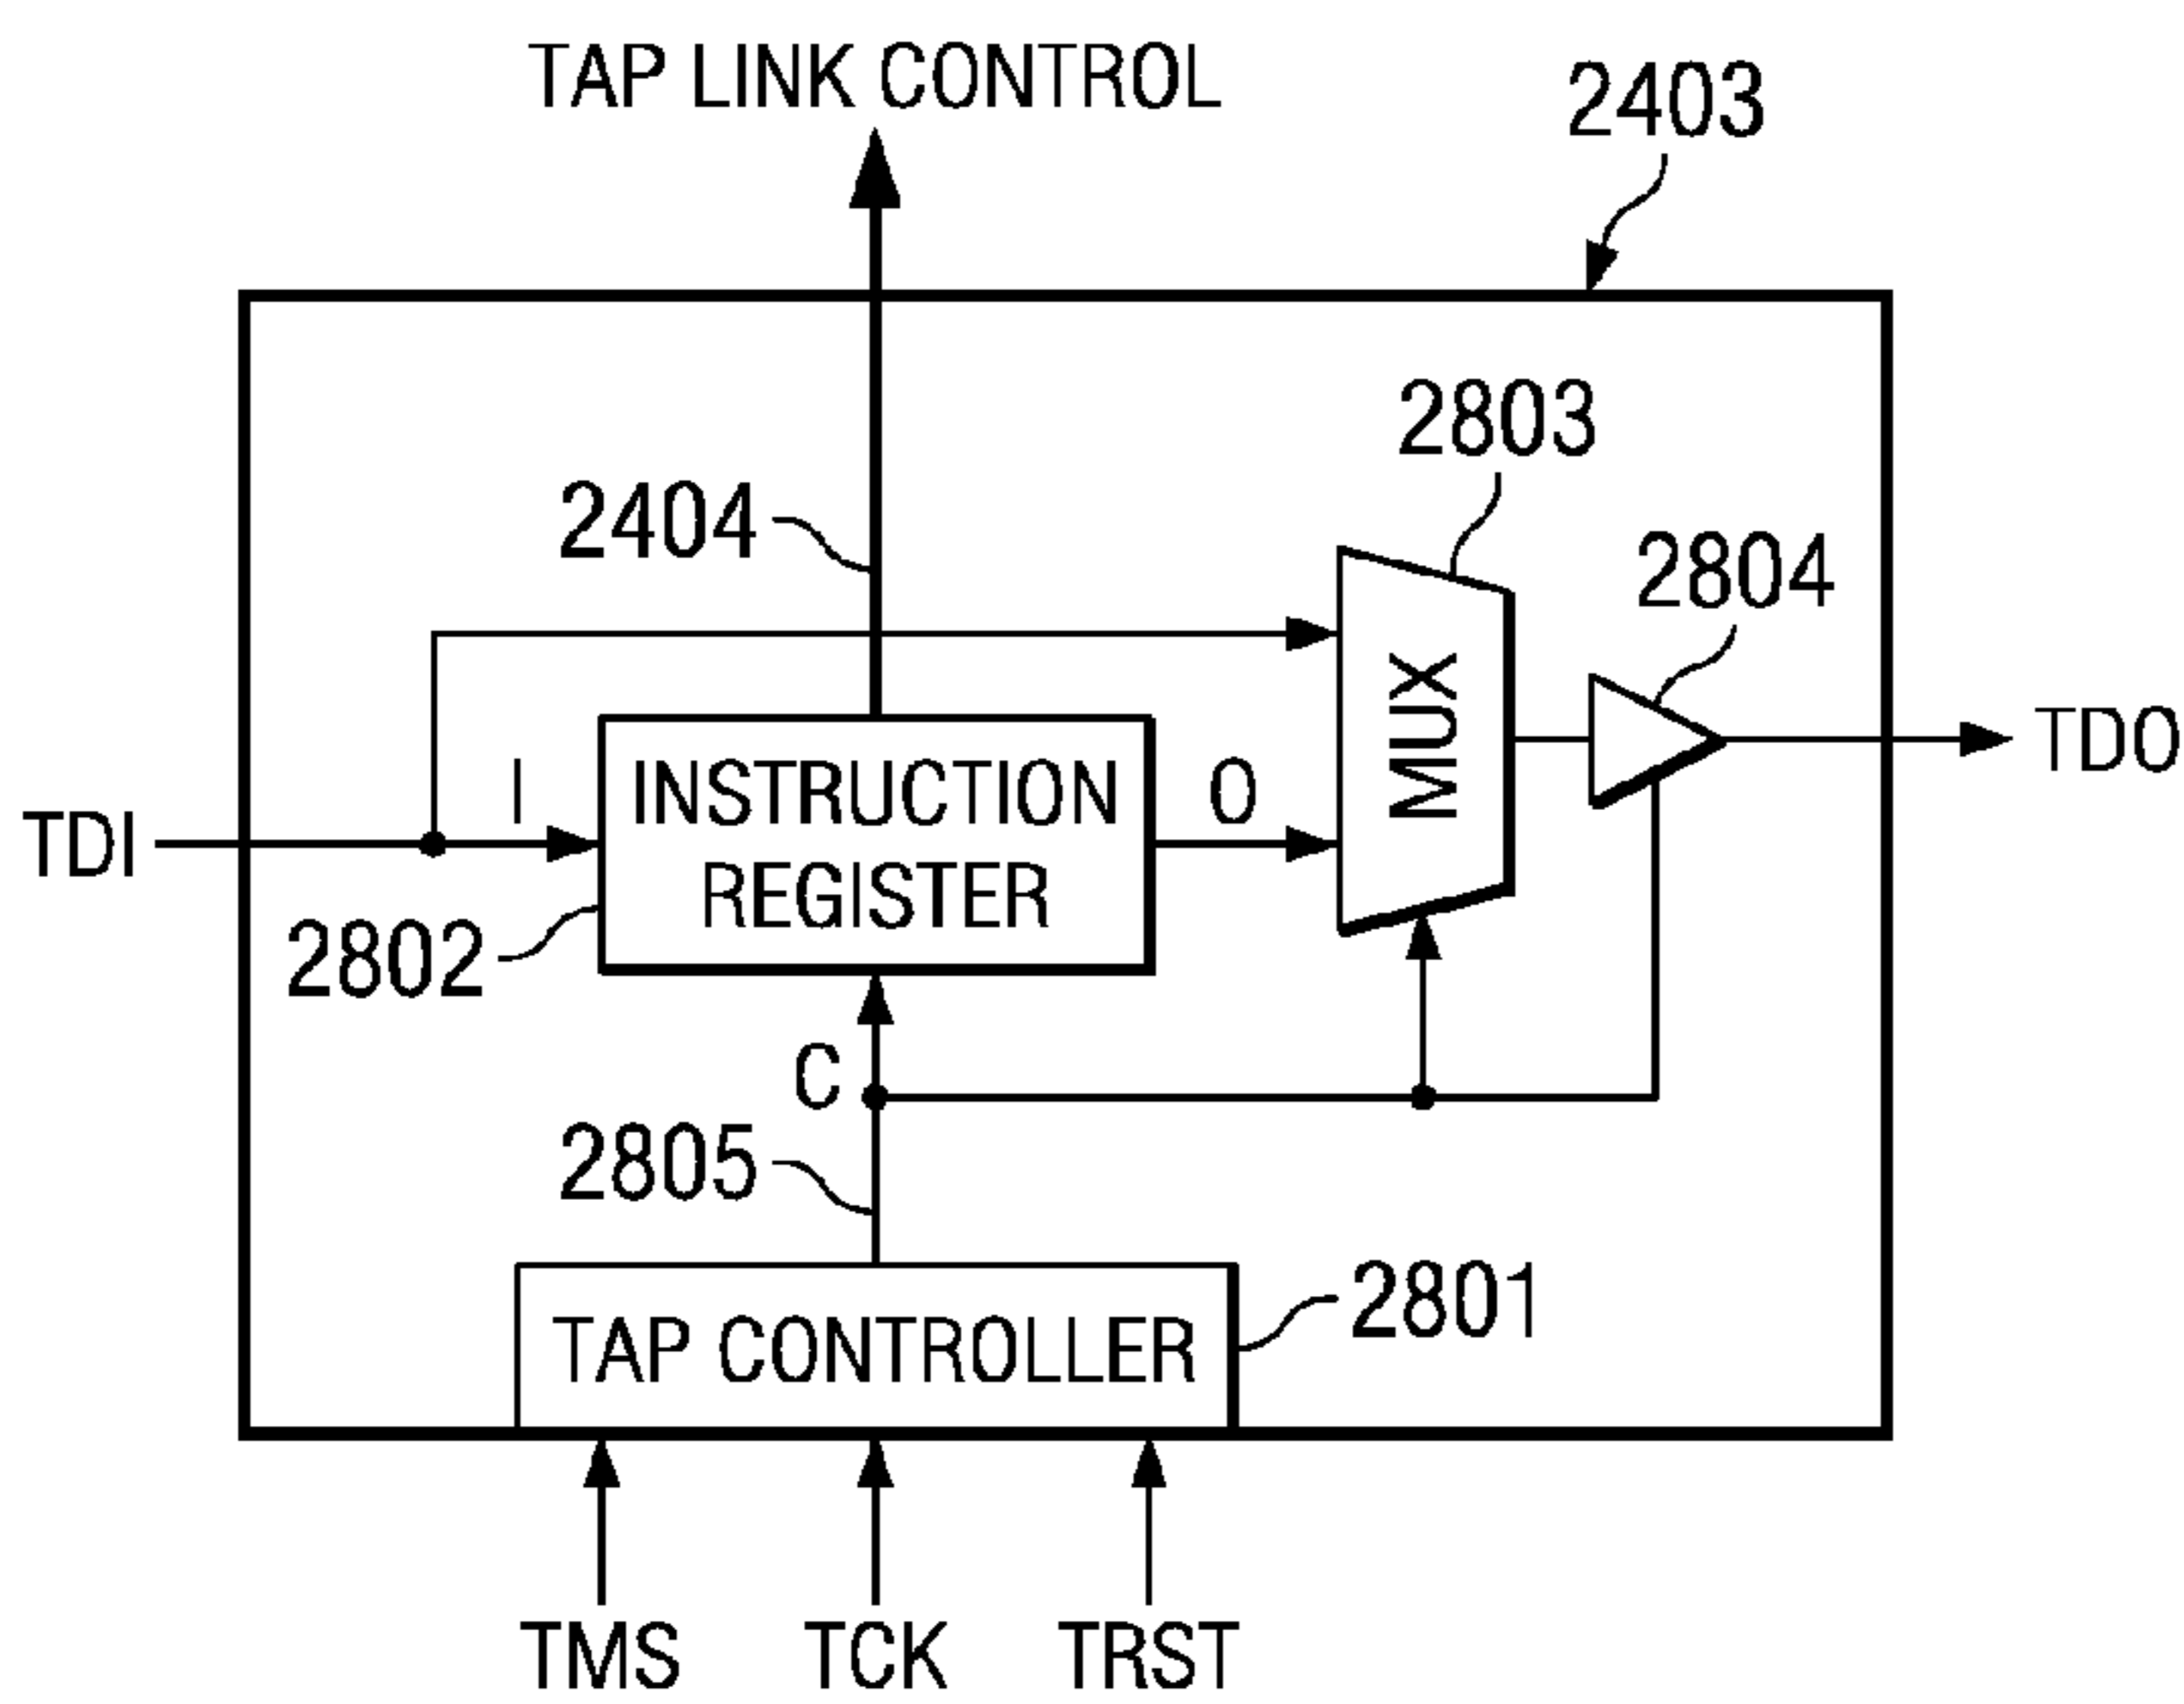 TAP LINK CONTROL
2403
2803
2404
2804
MUX
TDO
I
INSTRUCTION
REGISTER
O
TDI
2802
C
2805
2801
TAP CONTROLLER
TMS
TCK
TRST